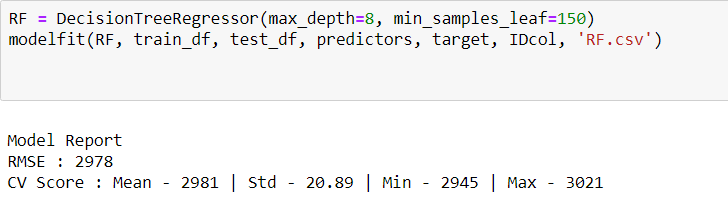 RF = DecisionTreeRegressor(max_depth=8, min_samples_leaf=150)
modelfit(RF, train_df, test_df, predictors, target, IDcol, 'RF.csv')
Model Report
RMSE : 2978
CV Score : Mean - 2981 | Std - 20.89 | Min - 2945 | Max - 3021